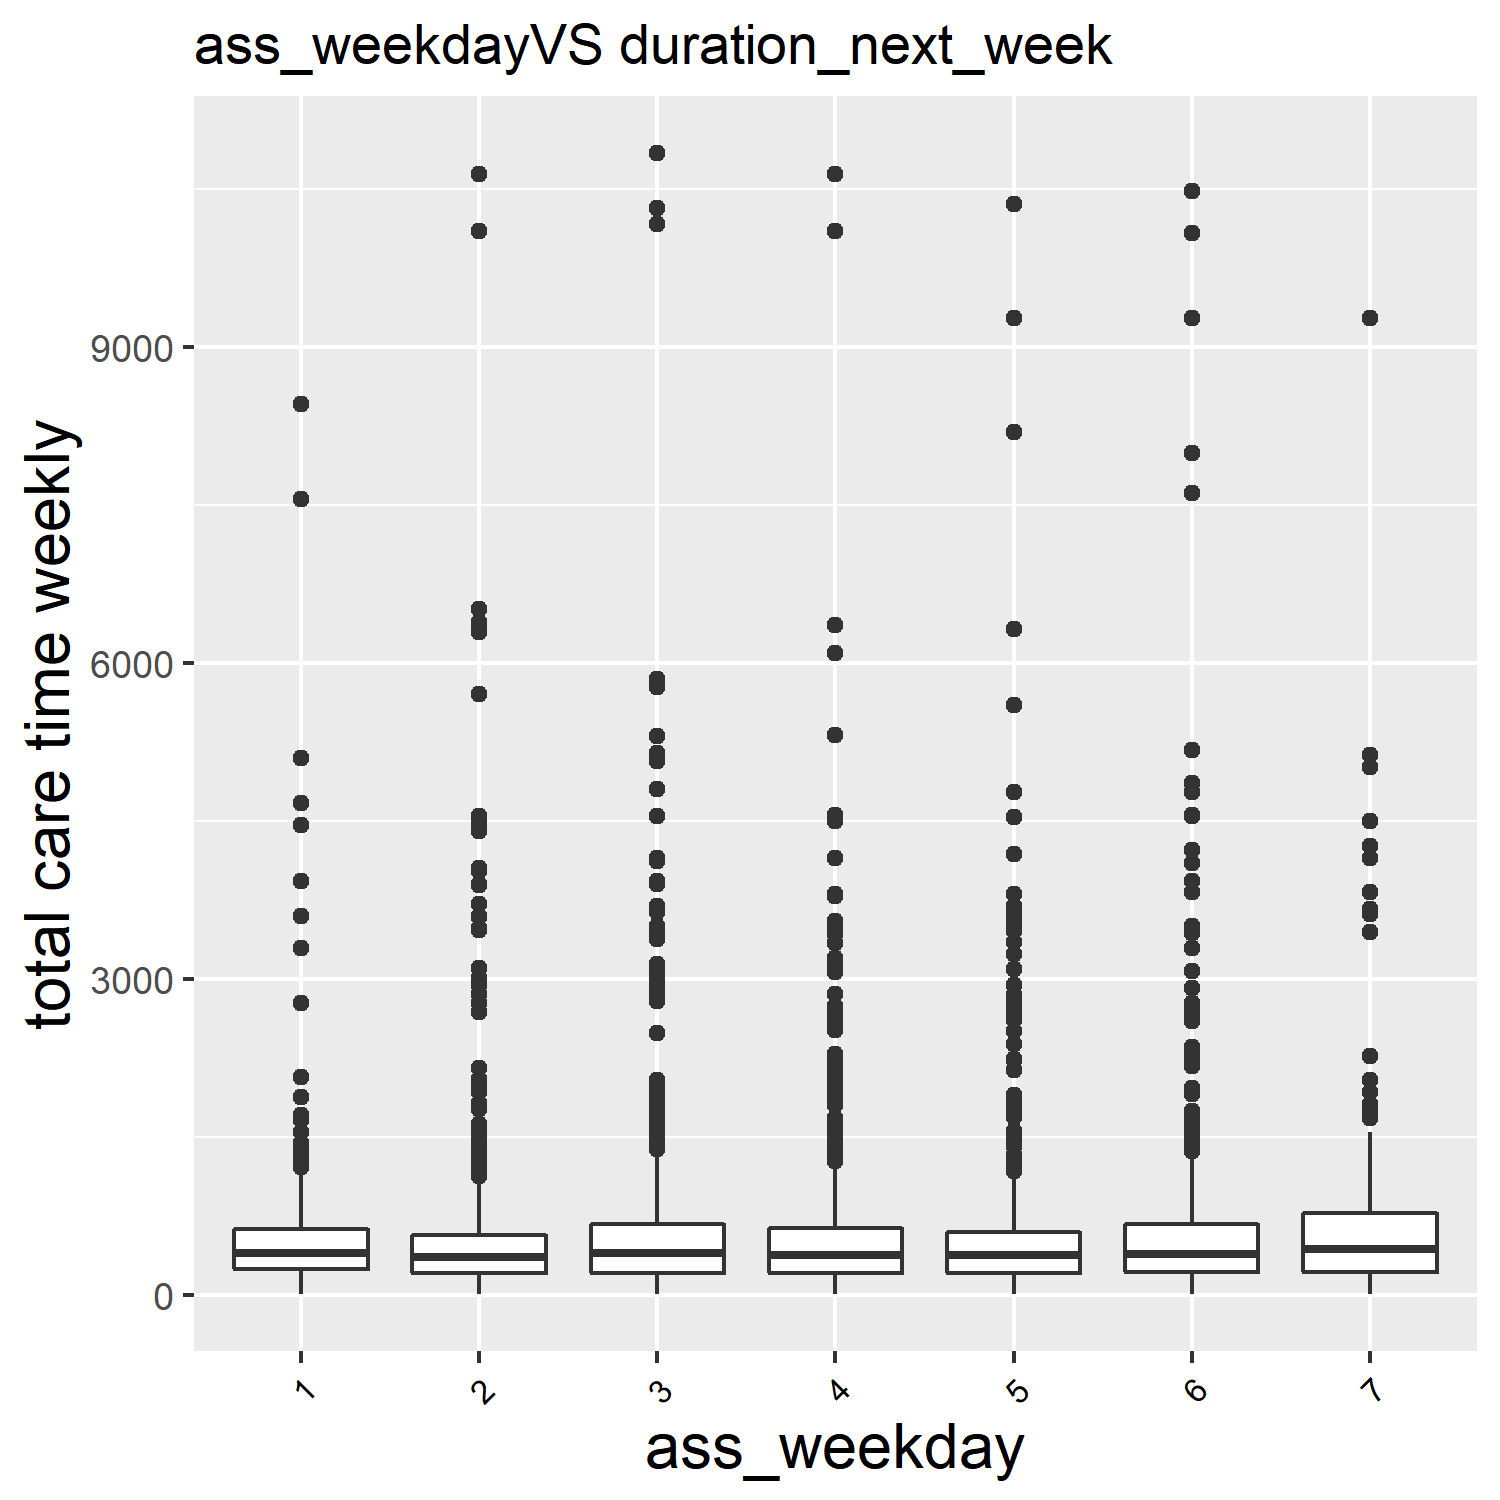 ass_weekdayVS duration_next_week
total care time weekly
9000
6000
3000
0
1 2 3 4 5 6 7
ass_weekday